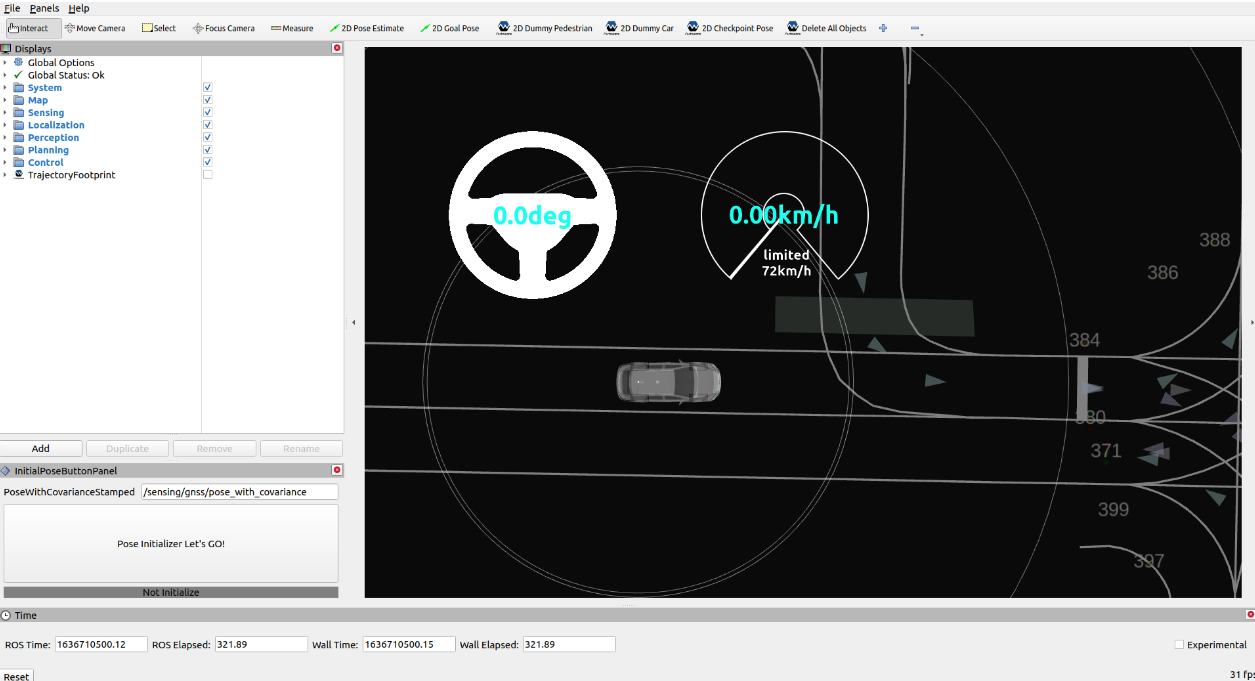 File Panels Help
Interact Move Camera Select Focus Camera Measure 2D Pose Estimate 2D Goal Pose 2D Dummy Pedestrian 2D Dummy Car 2D Checkpoint Pose Delete All Objects
Displays
Global Options
Global Status: Ok
System
Map
Sensing
Localization
Perception
Planning
Control
TrajectoryFootprint
Add Duplicate Remove Rename
InitialPoseButtonPanel
PoseWithCovarianceStamped /sensing/gnss/pose_with_covariance
Pose Initializer Let's GO!
Not Initialize
0.0deg
0.00km/h
limited
72km/h
388
386
384
380
371
399
397
Time
ROS Time: 1636710500.12 ROS Elapsed: 321.89 Wall Time: 1636710500.15 Wall Elapsed: 321.89 Experimental
Reset 31 fps